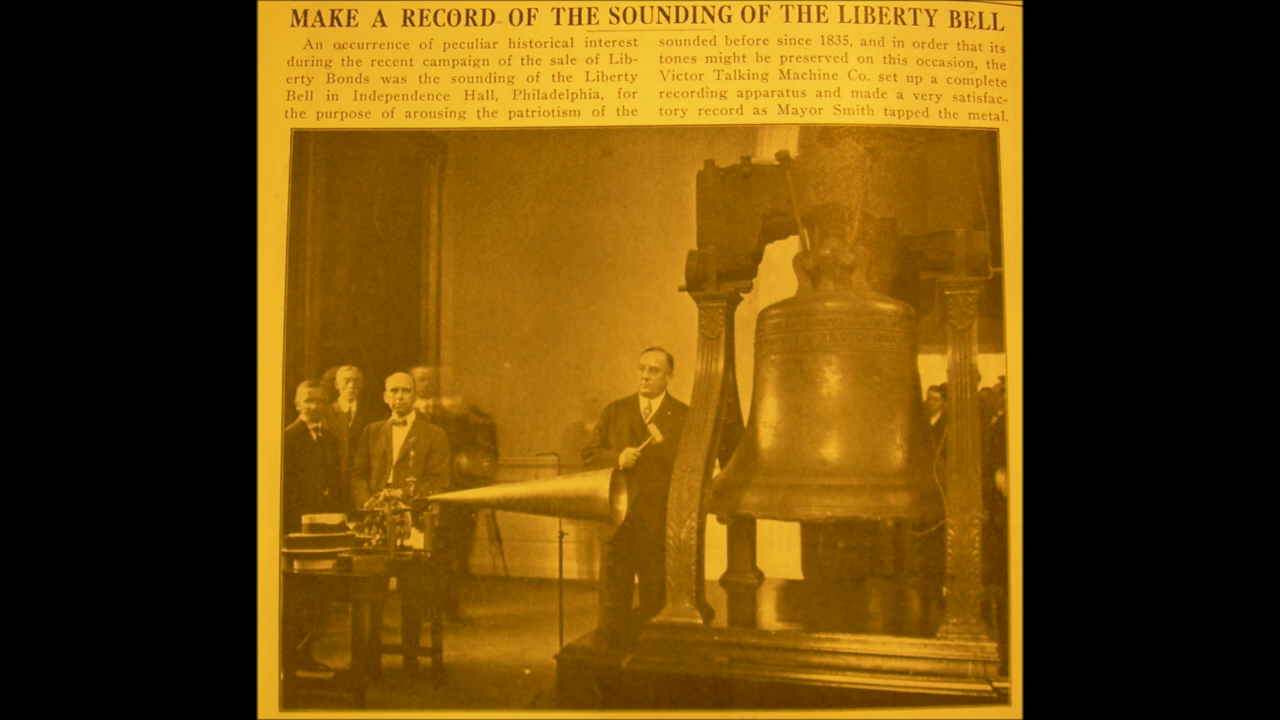 MAKE A RECORD OF THE SOUNDING OF THE LIBERTY BELL
An occurrence of peculiar historical interest
during the recent campaign of the sale of Lib-
erty Bonds was the sounding of the Liberty
Bell in Independence Hall, Philadelphia, for
the purpose of arousing the patriotism of the
sounded before since 1835, and in order that its
tones might be preserved on this occasion, the
Victor Talking Machine Co. set up a complete
recording apparatus and made a very satisfac-
tory record as Mayor Smith tapped the metal.